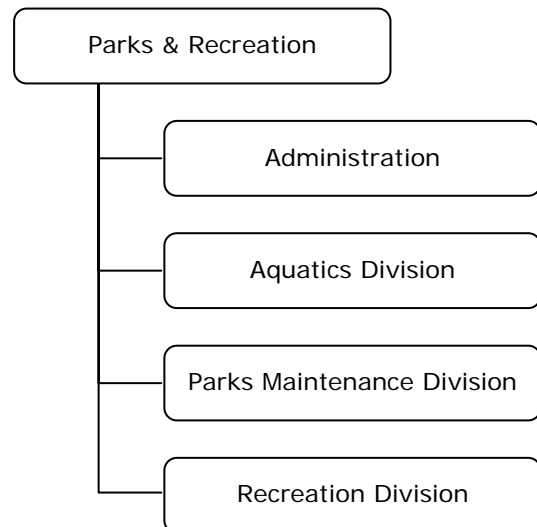 Parks & Recreation
Administration
Aquatics Division
Parks Maintenance Division
Recreation Division